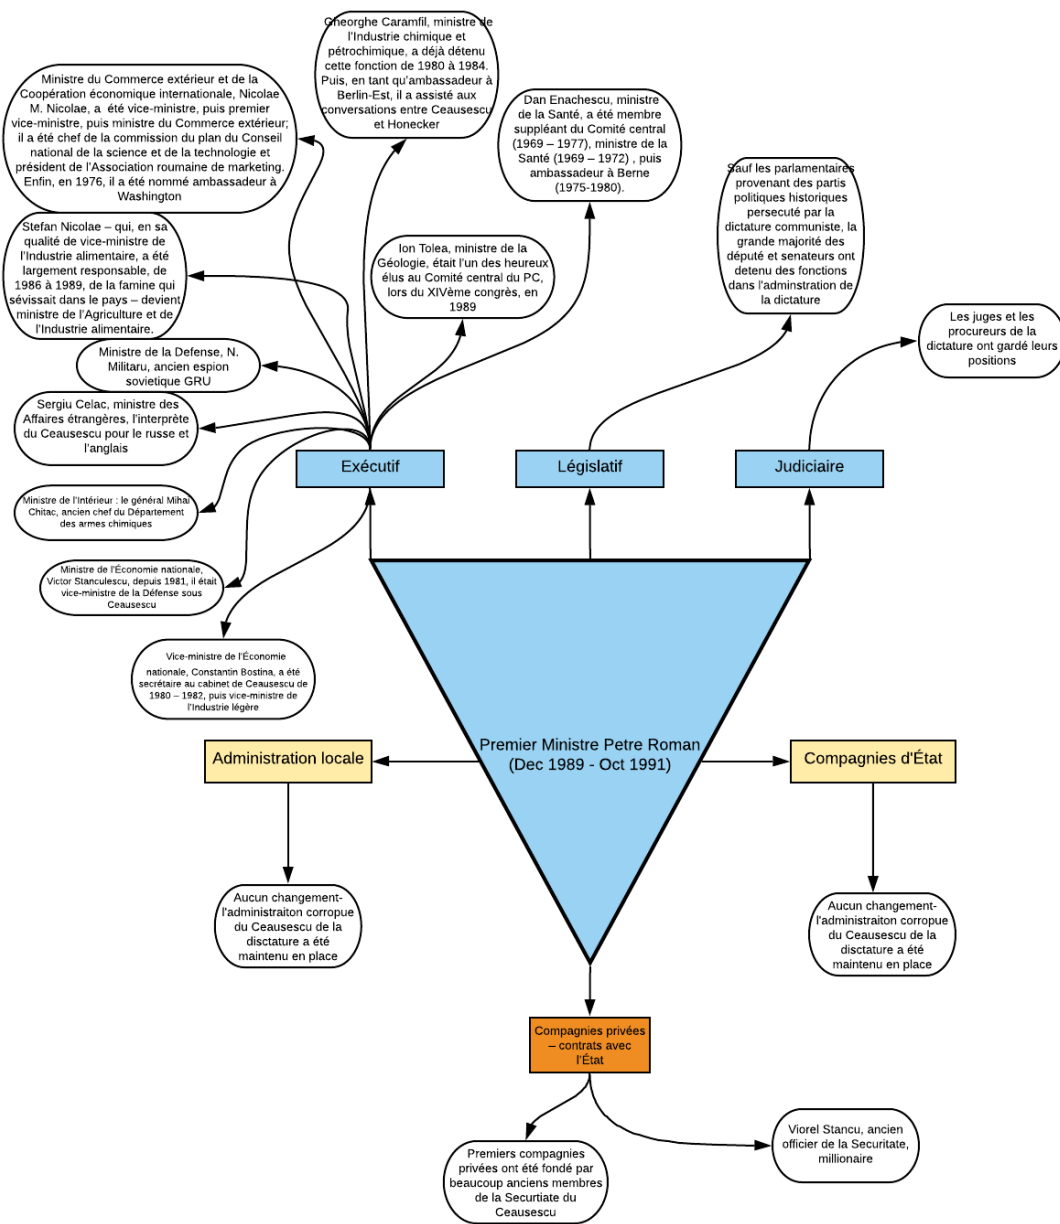 Gheorghe Caramfil, ministre de
l'Industrie chimique et
pétrochimique, a déjà détenu
cette fonction de 1980 à 1984.
Puis, en tant qu'ambassadeur à
Berlin-Est, il a assisté aux
conversations entre Ceausescu
et Honecker
Ministre du Commerce extérieur et de la
Coopération économique internationale, Nicolae
M. Nicolae, a été vice-ministre, puis premier
vice-ministre, puis ministre du Commerce extérieur;
il a été chef de la commission du plan du Conseil
national de la science et de la technologie et
président de l'Association roumaine de marketing.
Enfin, en 1976, il a été nommé ambassadeur à
Washington
Dan Enachescu, ministre
de la Santé, a été membre
suppléant du Comité central
(1969 – 1977), ministre de la
Santé (1969 – 1972) , puis
ambassadeur à Berne
(1975-1980).
Sauf les parlamentaires
provenant des partis
politiques historiques
persecuté par la
dictature communiste, la
grande majorité des
député et senateurs ont
detenu des fonctions
dans l'adminstration de
la dictature
Stefan Nicolae – qui, en sa
qualité de vice-ministre de
l'Industrie alimentaire, a été
largement responsable, de
1986 à 1989, de la famine qui
sévissait dans le pays – devient
ministre de l'Agriculture et de
l'Industrie alimentaire.
Ion Tolea, ministre de la
Géologie, était l'un des heureux
élus au Comité central du PC,
lors du XIVème congrès, en
1989
Les juges et les
procureurs de la
dictature ont gardé leurs
positions
Ministre de la Defense, N.
Militaru, ancien espion
sovietique GRU
Sergiu Celac, ministre des
Affaires étrangères, l'interprète
du Ceausescu pour le russe et
l'anglais
Exécutif
Législatif
Judiciaire
Ministre de l'Intérieur : le général Mihai
Chitac, ancien chef du Département
des armes chimiques
Ministre de l'Économie nationale,
Victor Stanculescu, depuis 1981, il était
vice-ministre de la Défense sous
Ceausescu
Vice-ministre de l'Économie
nationale, Constantin Bostina, a été
secrétaire au cabinet de Ceausescu de
1980 – 1982, puis vice-ministre de
l'Industrie légère
Premier Ministre Petre Roman
(Dec 1989 - Oct 1991)
Administration locale
Compagnies d'État
Aucun changement-
l'administraiton corropue
du Ceausescu de la
disctature a été
maintenu en place
Aucun changement-
l'administraiton corropue
du Ceausescu de la
disctature a été
maintenu en place
Compagnies privées
– contrats avec
l'État
Viorel Stancu, ancien
officier de la Securitate,
millionaire
Premiers compagnies
privées ont été fondé par
beaucoup anciens membres
de la Securtiate du
Ceausescu